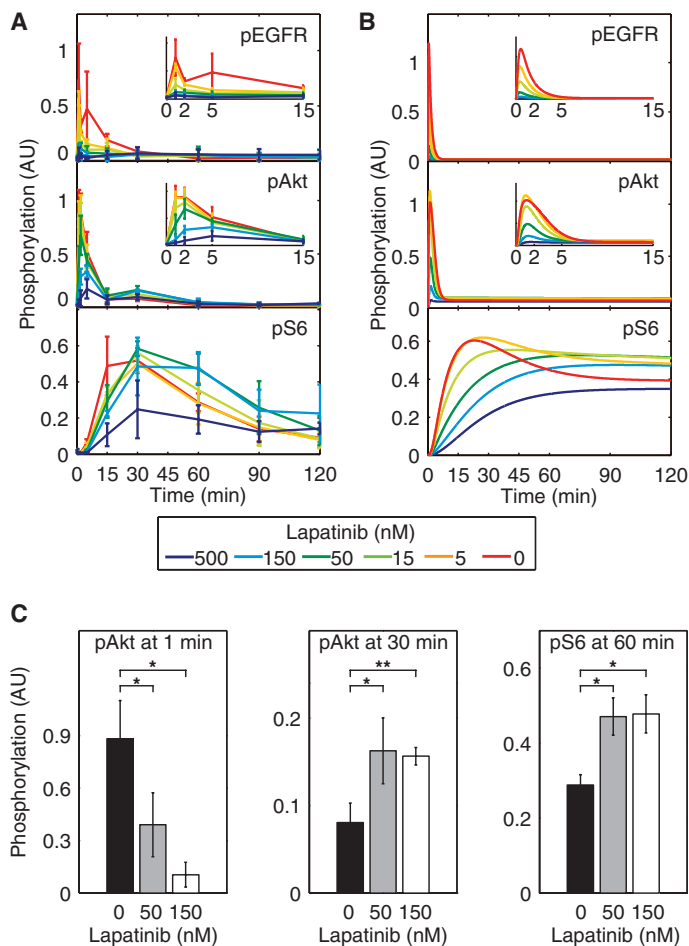 A
pEGFR
1
0.5
0
0 2 5 15
pAkt
1
0.5
0
0 2 5 15
pS6
0.6
0.4
0.2
0
0 15 30 45 60 90 120
Time (min)
Phosphorylation (AU)
B
pEGFR
1
0.5
0
0 2 5 15
pAkt
1
0.5
0
0 2 5 15
pS6
0.6
0.4
0.2
0
0 15 30 45 60 90 120
Time (min)
Phosphorylation (AU)
Lapatinib (nM)
500 150 50 15 5 0
C
pAkt at 1 min
*
*
0.9
0.6
0.3
0
0 50 150
Lapatinib (nM)
Phosphorylation (AU)
pAkt at 30 min
**
*
0.2
0.1
0
0 50 150
Lapatinib (nM)
pS6 at 60 min
*
*
0.6
0.4
0.2
0
0 50 150
Lapatinib (nM)